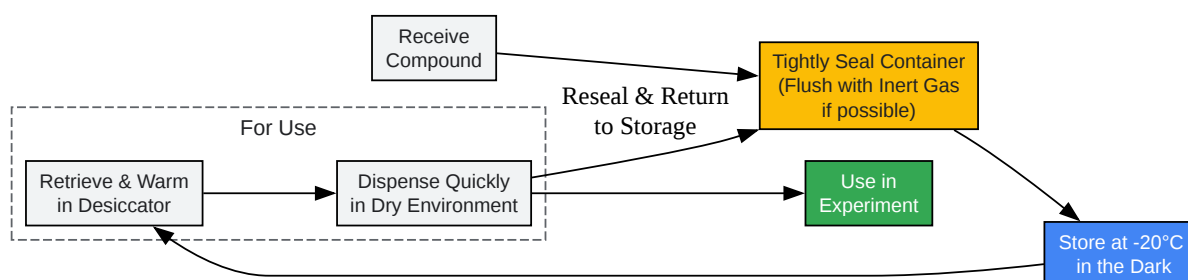 Receive
Compound
Tightly Seal Container
(Flush with Inert Gas
if possible)
Reseal & Return
to Storage
For Use
Retrieve & Warm
in Desiccator
Dispense Quickly
in Dry Environment
Use in
Experiment
Store at -20°C
in the Dark